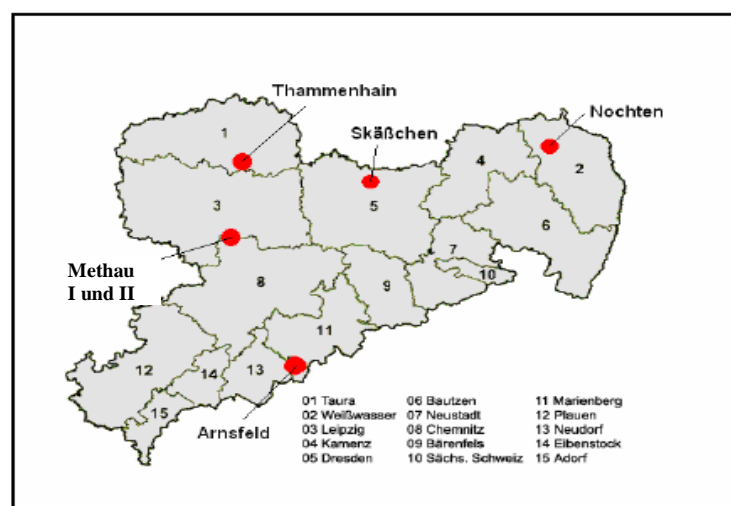 Thammenhain
Nochten
Skäßchen
1
4
2
3
5
6
7
Methau
I und II
10
8
9
11
12
14
13
15
Arnsfeld
01 Taura 06 Bautzen 11 Marienberg
02 Weißwasser 07 Neustadt 12 Plauen
03 Leipzig 08 Chemnitz 13 Neudorf
04 Kamenz 09 Bärenfels 14 Eibenstock
05 Dresden 10 Sächs. Schweiz 15 Adorf